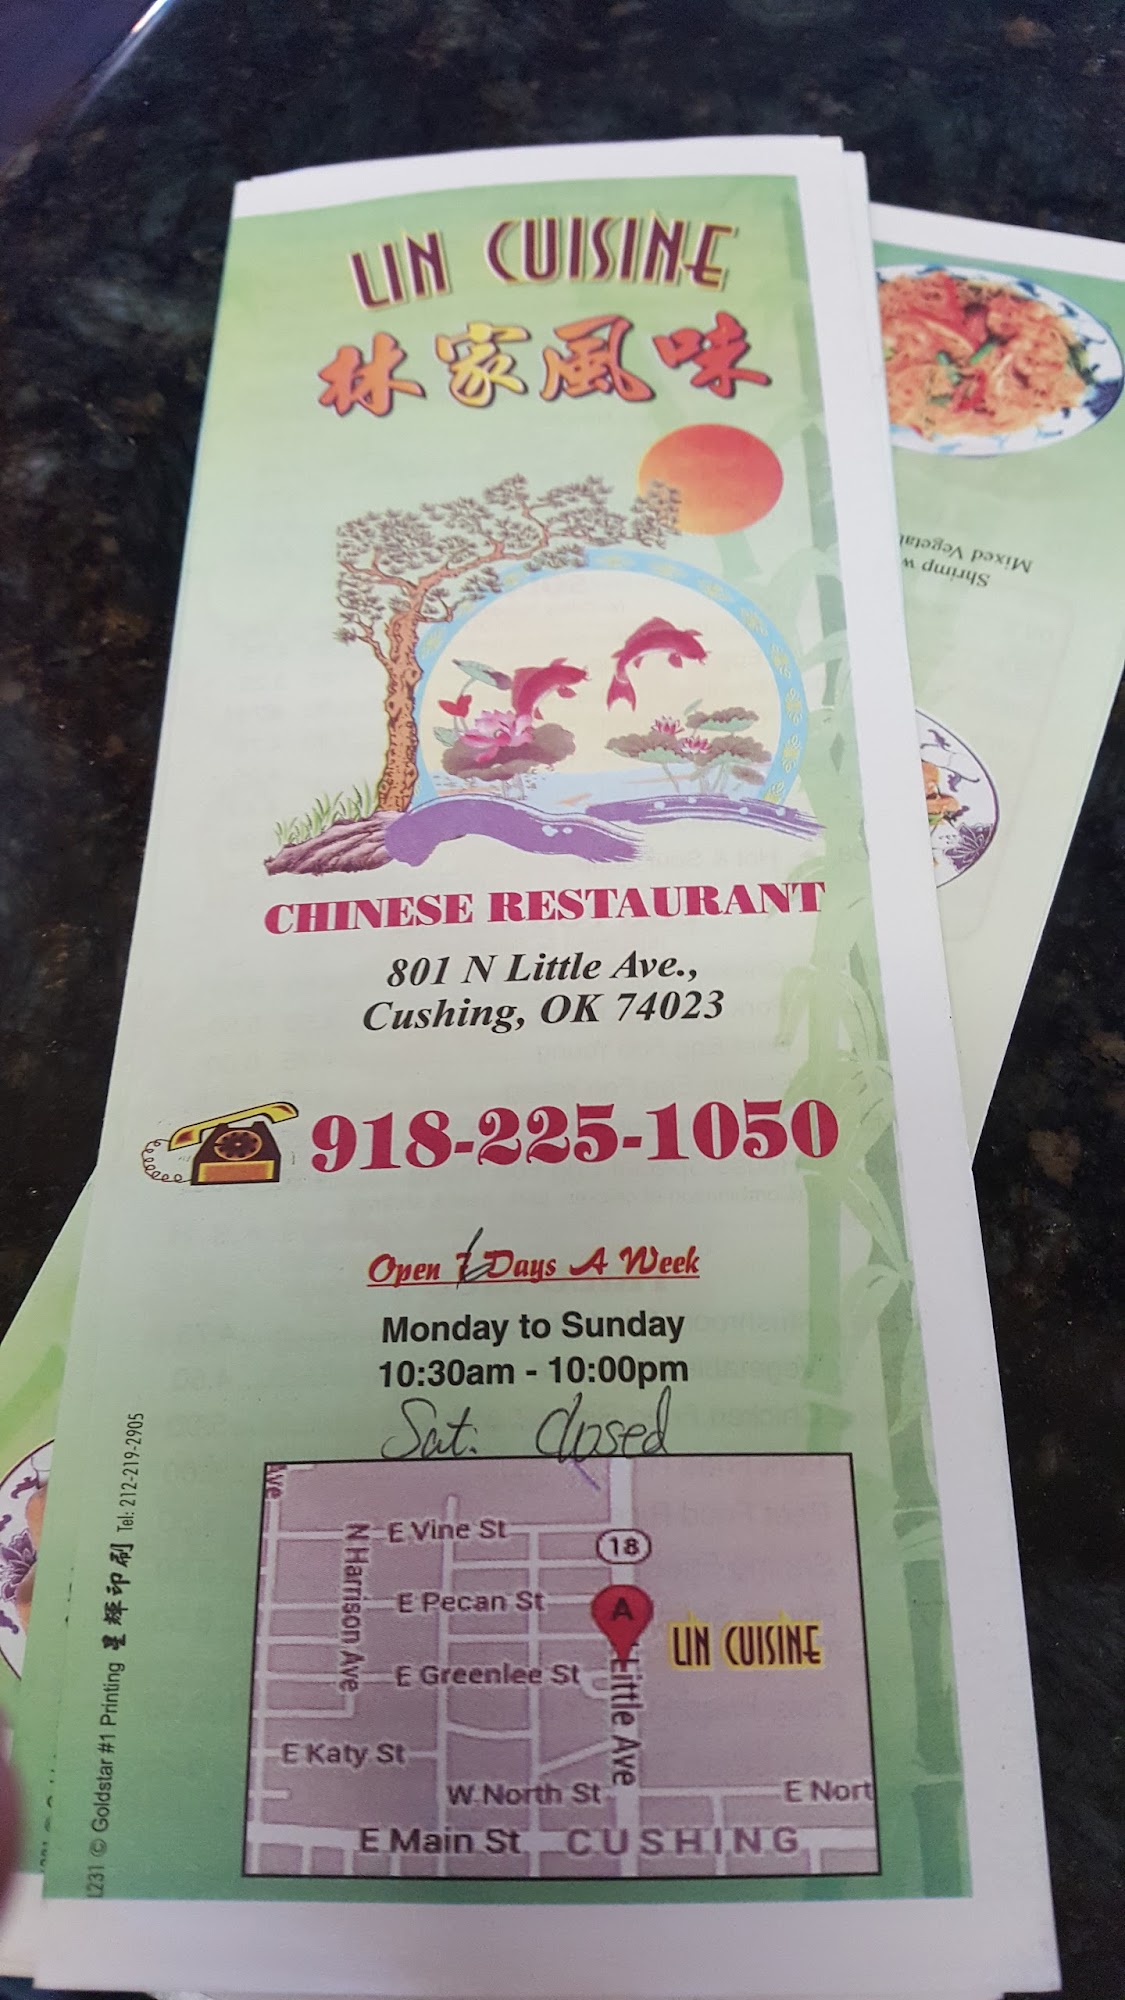 LIN CUISINE
林家風味
CHINESE RESTAURANT
801 N Little Ave.,
Cushing, OK 74023
918-225-1050
Open 6 Days A Week
Monday to Sunday
10:30am - 10:00pm
Sat. closed
Ave
N Harrison Ave
E Vine St
18
E Pecan St
A
LIN CUISINE
E Greenlee St
Little Ave
E Katy St
W North St
E Nort
E Main St
CUSHING
© Goldstar #1 Printing 星輝印刷 Tel: 212-219-2905
Shrimp w
Mixed Vegetab